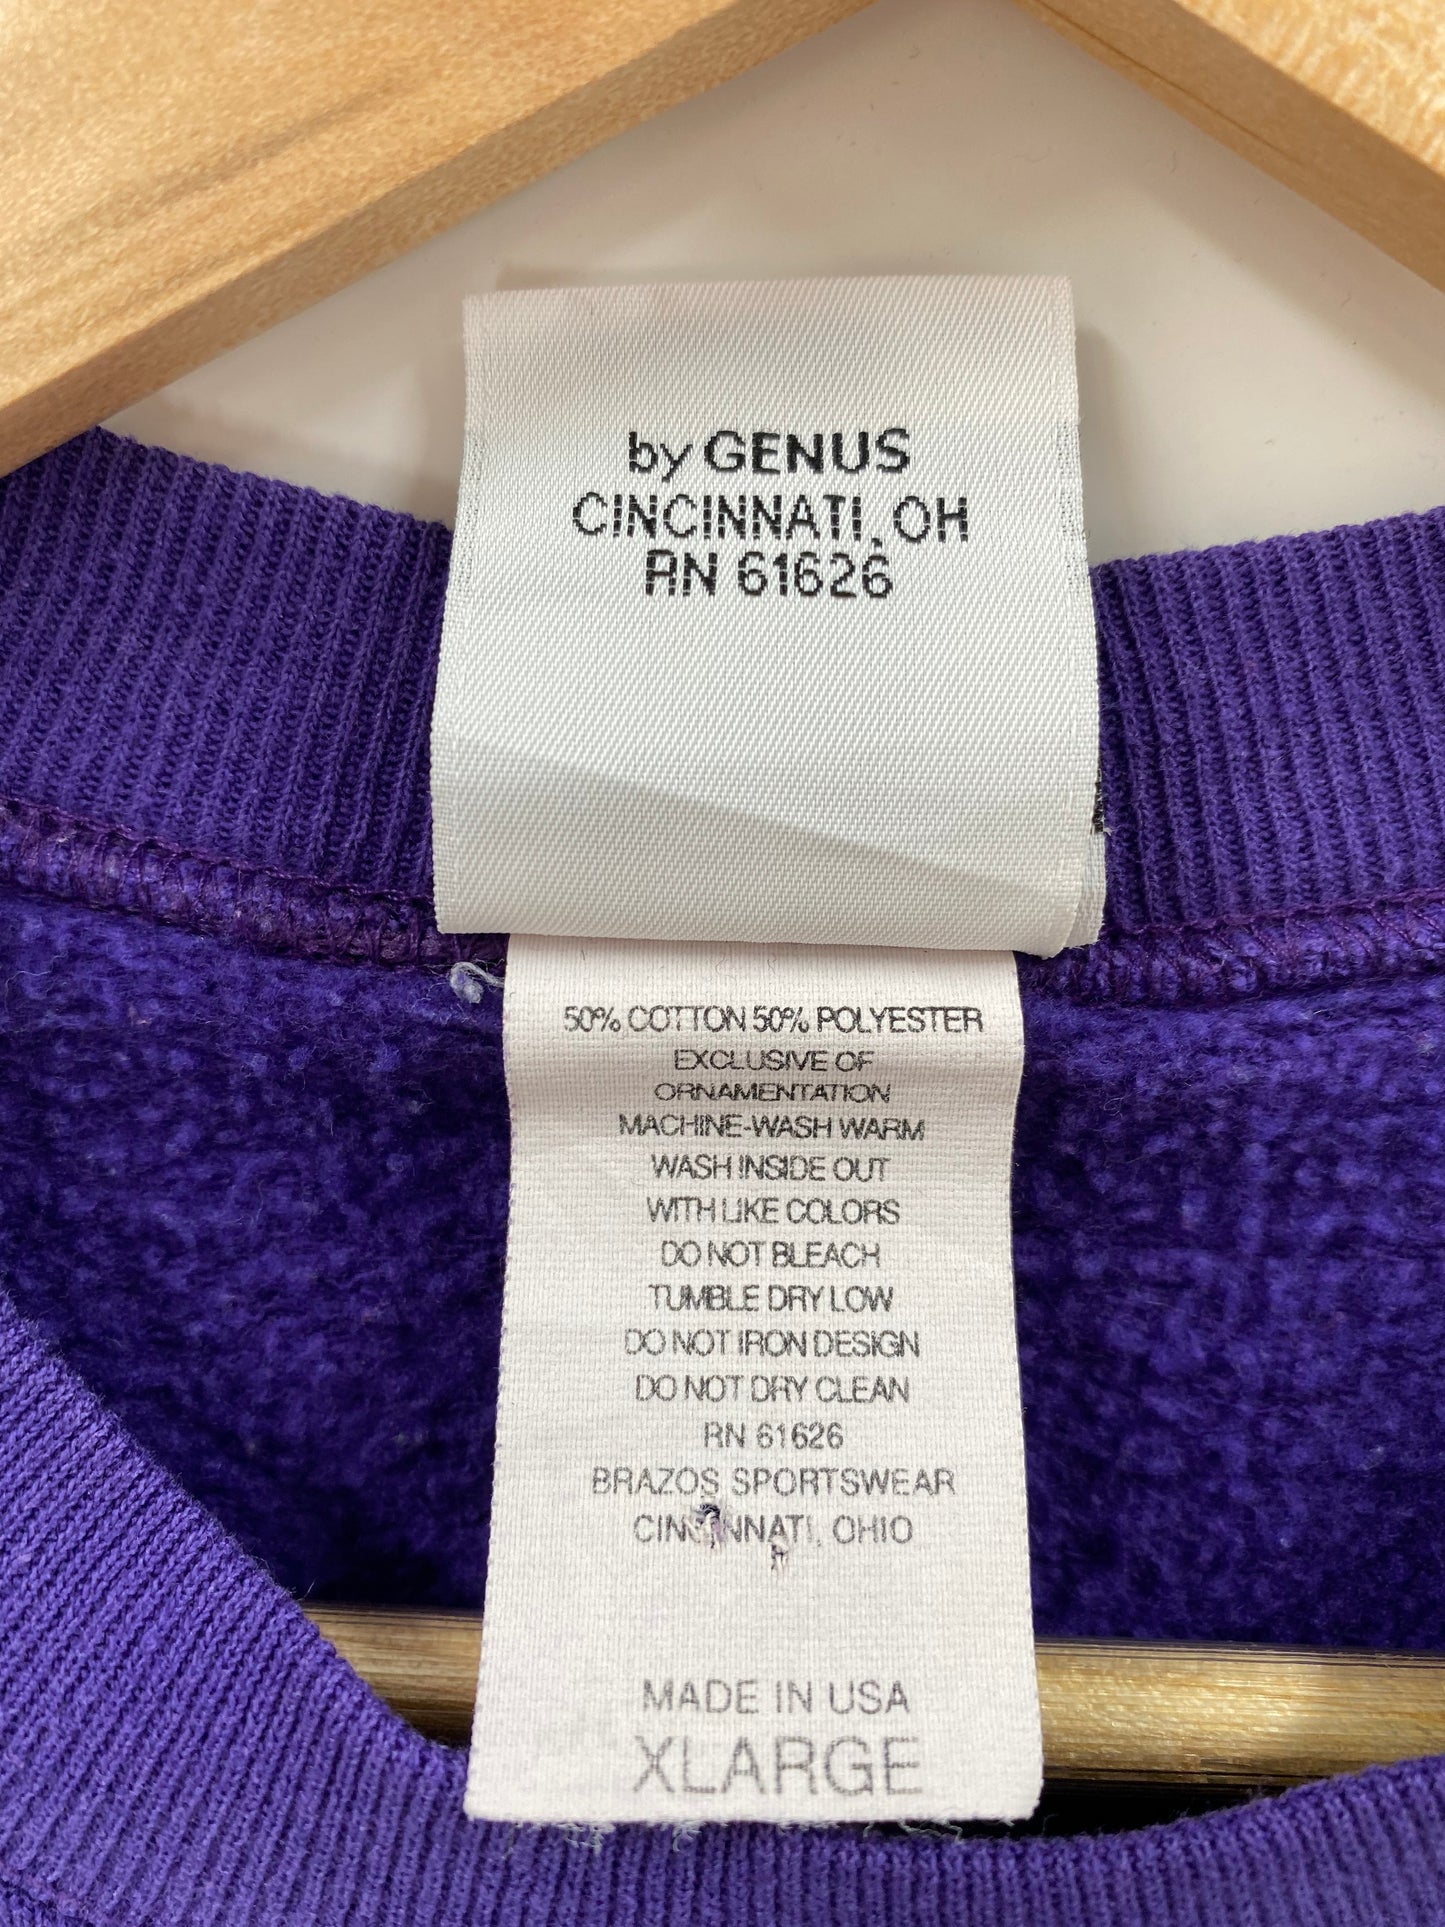 by GENUS
CINCINNATI, OH
RN 61626
50% COTTON 50% POLYESTER
EXCLUSIVE OF
ORNAMENTATION
MACHINE-WASH WARM
WASH INSIDE OUT
WITH LIKE COLORS
DO NOT BLEACH
TUMBLE DRY LOW
DO NOT IRON DESIGN
DO NOT DRY CLEAN
RN 61626
BRAZOS SPORTSWEAR
CINCINNATI, OHIO
MADE IN USA
XLARGE